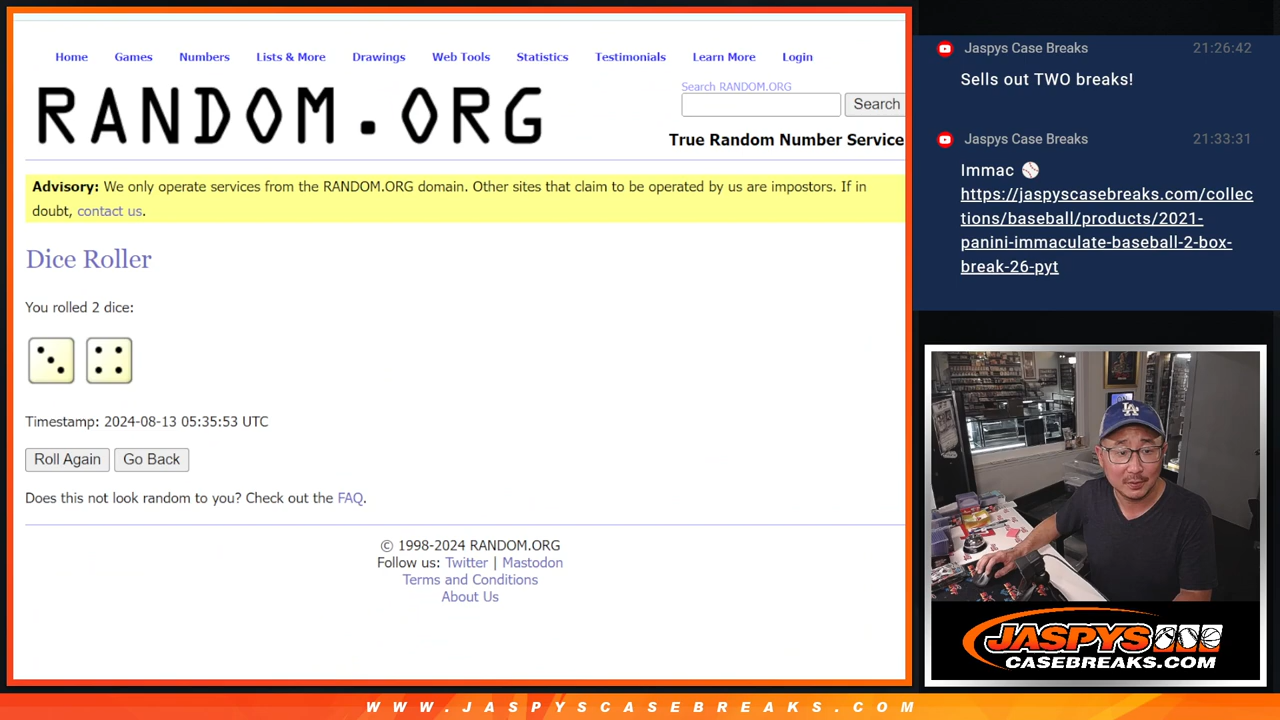 Home Games Numbers Lists & More Drawings Web Tools Statistics Testimonials Learn More Login
RANDOM.ORG
Search RANDOM.ORG
Search
True Random Number Service
Advisory: We only operate services from the RANDOM.ORG domain. Other sites that claim to be operated by us are impostors. If in
doubt, contact us.
Dice Roller
You rolled 2 dice:
Timestamp: 2024-08-13 05:35:53 UTC
Roll Again Go Back
Does this not look random to you? Check out the FAQ.
© 1998-2024 RANDOM.ORG
Follow us: Twitter | Mastodon
Terms and Conditions
About Us
Jaspys Case Breaks 21:26:42
Sells out TWO breaks!
Jaspys Case Breaks 21:33:31
Immac ⚾
https://jaspyscasebreaks.com/collec
tions/baseball/products/2021-
panini-immaculate-baseball-2-box-
break-26-pyt
LA
JASPYS
CASEBREAKS.COM
WWW.JASPYSCASEBREAKS.COM